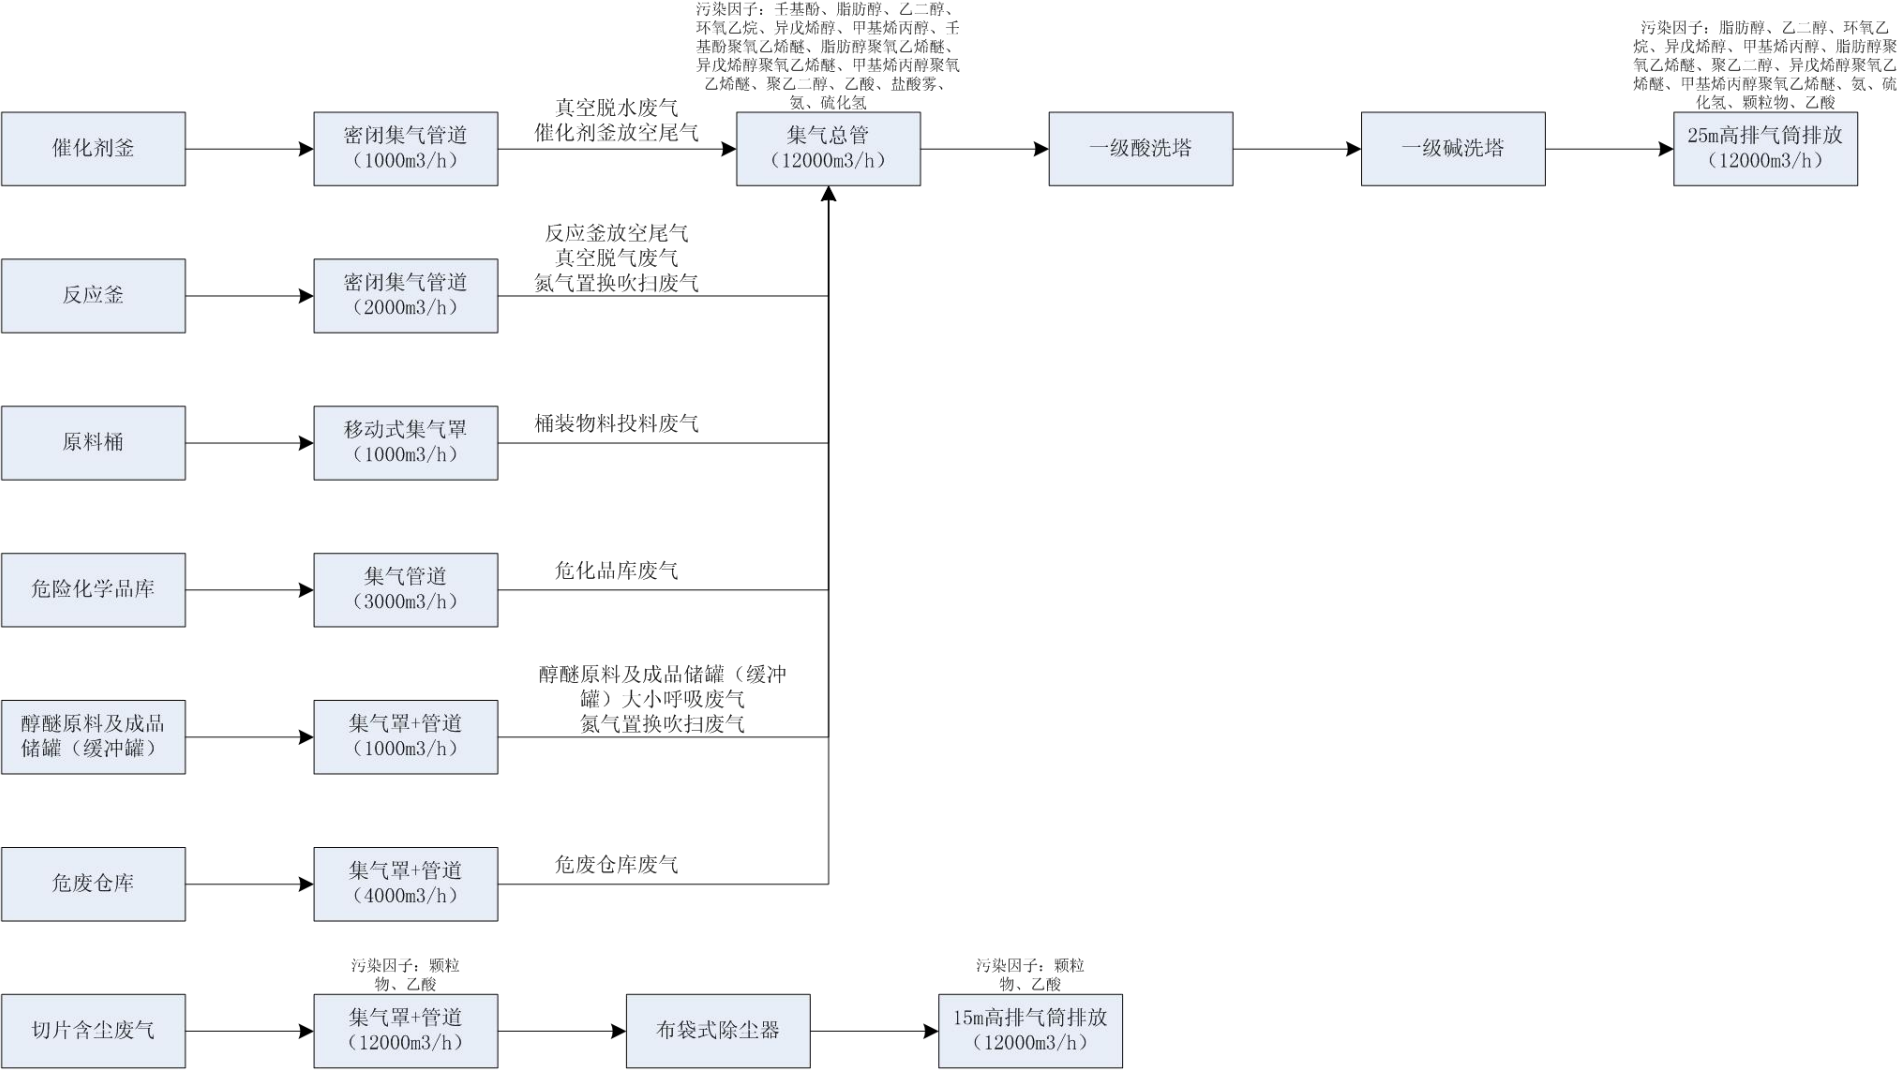 污染因子：壬基酚、脂肪醇、乙二醇、
环氧乙烷、异戊烯醇、甲基烯丙醇、壬
基酚聚氧乙烯醚、脂肪醇聚氧乙烯醚、
异戊烯醇聚氧乙烯醚、甲基烯丙醇聚氧
乙烯醚、聚乙二醇、乙酸、盐酸雾、
氨、硫化氢
污染因子：脂肪醇、乙二醇、环氧乙
烷、异戊烯醇、甲基烯丙醇、脂肪醇聚
氧乙烯醚、聚乙二醇、异戊烯醇聚氧乙
烯醚、甲基烯丙醇聚氧乙烯醚、氨、硫
化氢、颗粒物、乙酸
催化剂釜
密闭集气管道
（1000m3/h）
真空脱水废气
催化剂釜放空尾气
集气总管
（12000m3/h）
一级酸洗塔
一级碱洗塔
25m高排气筒排放
（12000m3/h）
反应釜
密闭集气管道
（2000m3/h）
反应釜放空尾气
真空脱气废气
氮气置换吹扫废气
原料桶
移动式集气罩
（1000m3/h）
桶装物料投料废气
危险化学品库
集气管道
（3000m3/h）
危化品库废气
醇醚原料及成品
储罐（缓冲罐）
集气罩+管道
（1000m3/h）
醇醚原料及成品储罐（缓冲
罐）大小呼吸废气
氮气置换吹扫废气
危废仓库
集气罩+管道
（4000m3/h）
危废仓库废气
切片含尘废气
污染因子：颗粒
物、乙酸
集气罩+管道
（12000m3/h）
布袋式除尘器
污染因子：颗粒
物、乙酸
15m高排气筒排放
（12000m3/h）